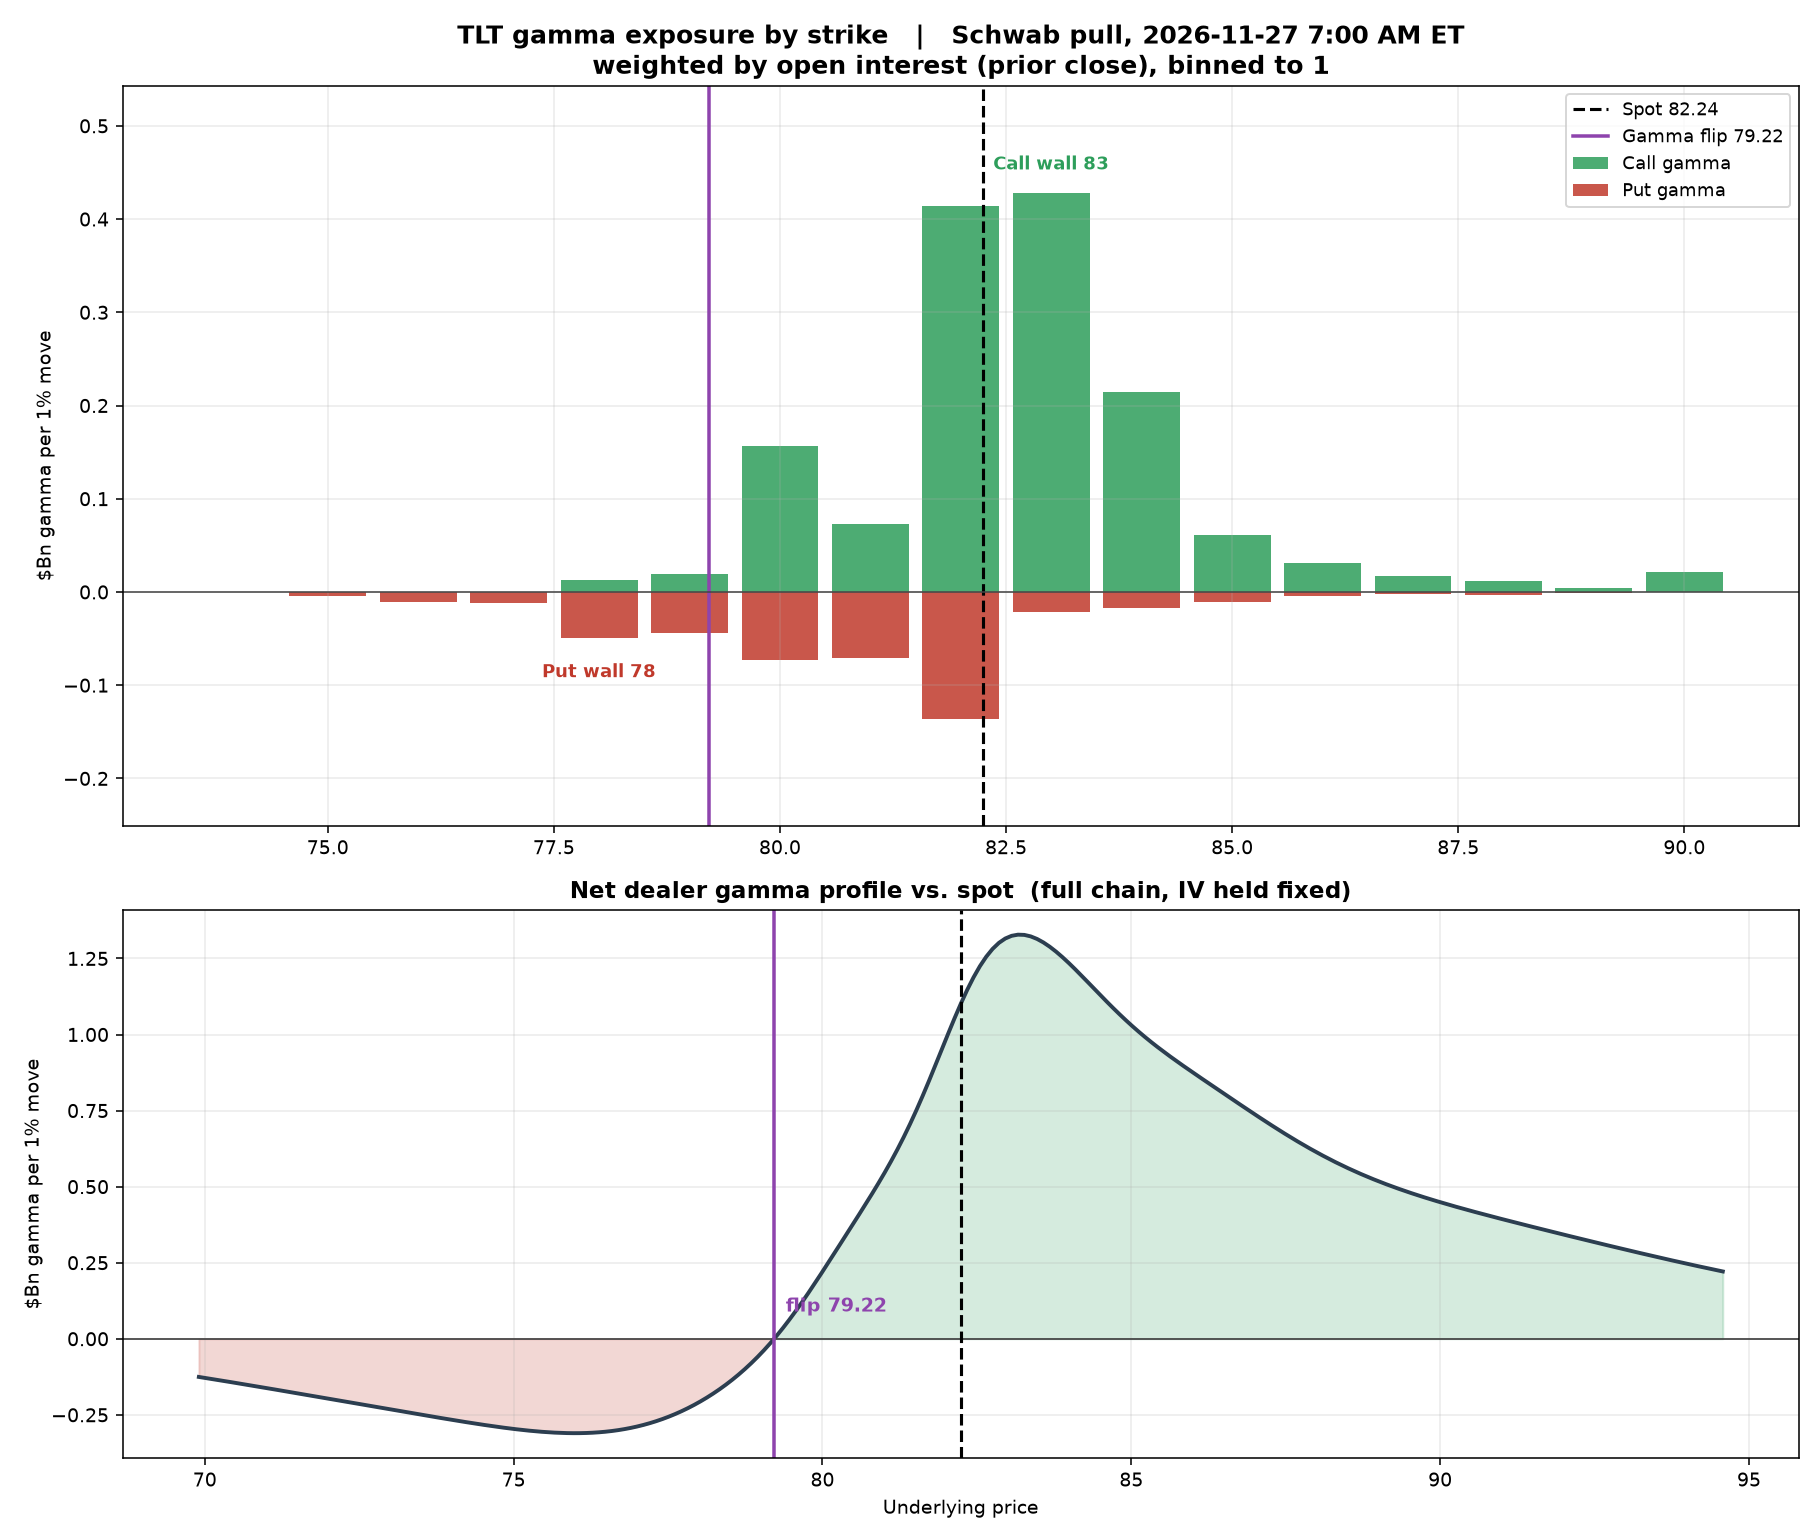 TLT gamma exposure by strike | Schwab pull, 2026-11-27 7:00 AM ET
weighted by open interest (prior close), binned to 1
Spot 82.24
Gamma flip 79.22
Call gamma
Put gamma
Call wall 83
Put wall 78
$Bn gamma per 1% move
0.5
0.4
0.3
0.2
0.1
0.0
−0.1
−0.2
75.0 77.5 80.0 82.5 85.0 87.5 90.0
Net dealer gamma profile vs. spot (full chain, IV held fixed)
$Bn gamma per 1% move
1.25
1.00
0.75
0.50
0.25
0.00
−0.25
flip 79.22
70 75 80 85 90 95
Underlying price